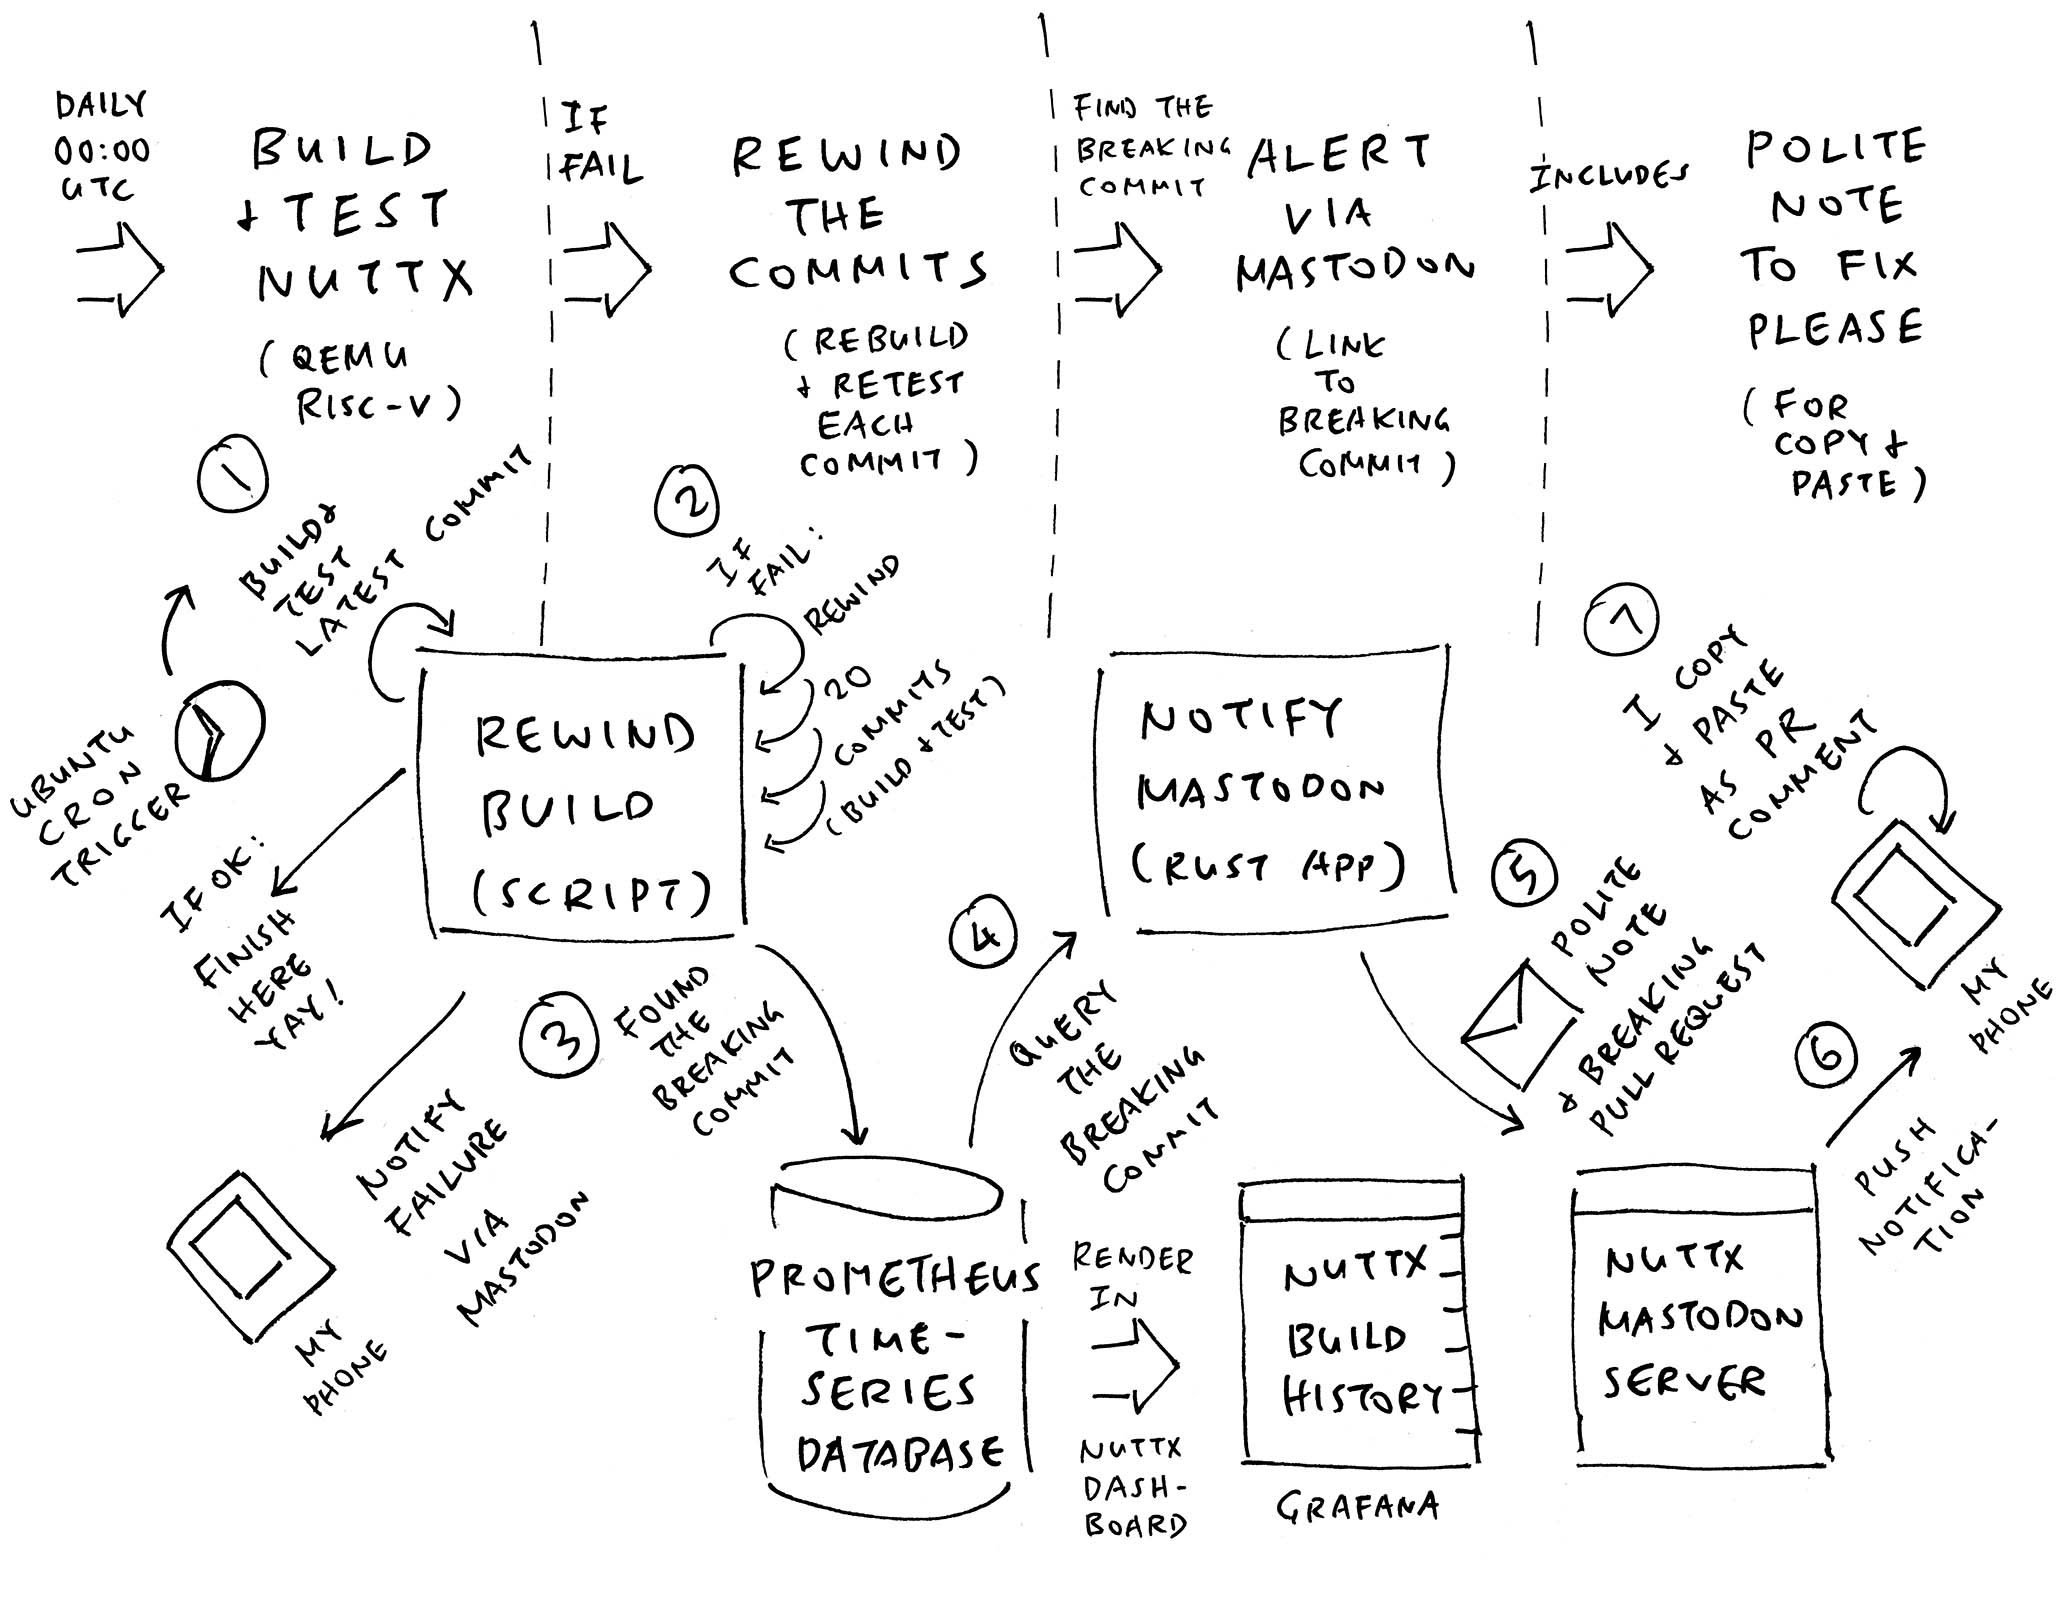 DAILY
00:00
UTC
BUILD
+ TEST
NUTTX
(QEMU
RISC-V)
IF
FAIL
REWIND
THE
COMMITS
(REBUILD
+ RETEST
EACH
COMMIT)
FIND THE
BREAKING
COMMIT
ALERT
VIA
MASTODON
(LINK
TO
BREAKING
COMMIT)
INCLUDES
POLITE
NOTE
TO FIX
PLEASE
(FOR
COPY +
PASTE)
1
BUILD +
TEST
LATEST COMMIT
UBUNTU
CRON
TRIGGER
REWIND
BUILD
(SCRIPT)
IF OK:
FINISH
HERE
YAY!
2
IF
FAIL:
REWIND
20
COMMITS
(BUILD + TEST)
NOTIFY
FAILURE
VIA
MASTODON
MY
PHONE
3
FOUND
THE
BREAKING
COMMIT
PROMETHEUS
TIME-
SERIES
DATABASE
4
QUERY
THE
BREAKING
COMMIT
NOTIFY
MASTODON
(RUST APP)
RENDER
IN
NUTTX
DASH-
BOARD
NUTTX
BUILD
HISTORY
GRAFANA
5
POLITE
NOTE
+ BREAKING
PULL REQUEST
NUTTX
MASTODON
SERVER
6
PUSH
NOTIFICA-
TION
7
I COPY
+ PASTE
AS PR
COMMENT
MY
PHONE